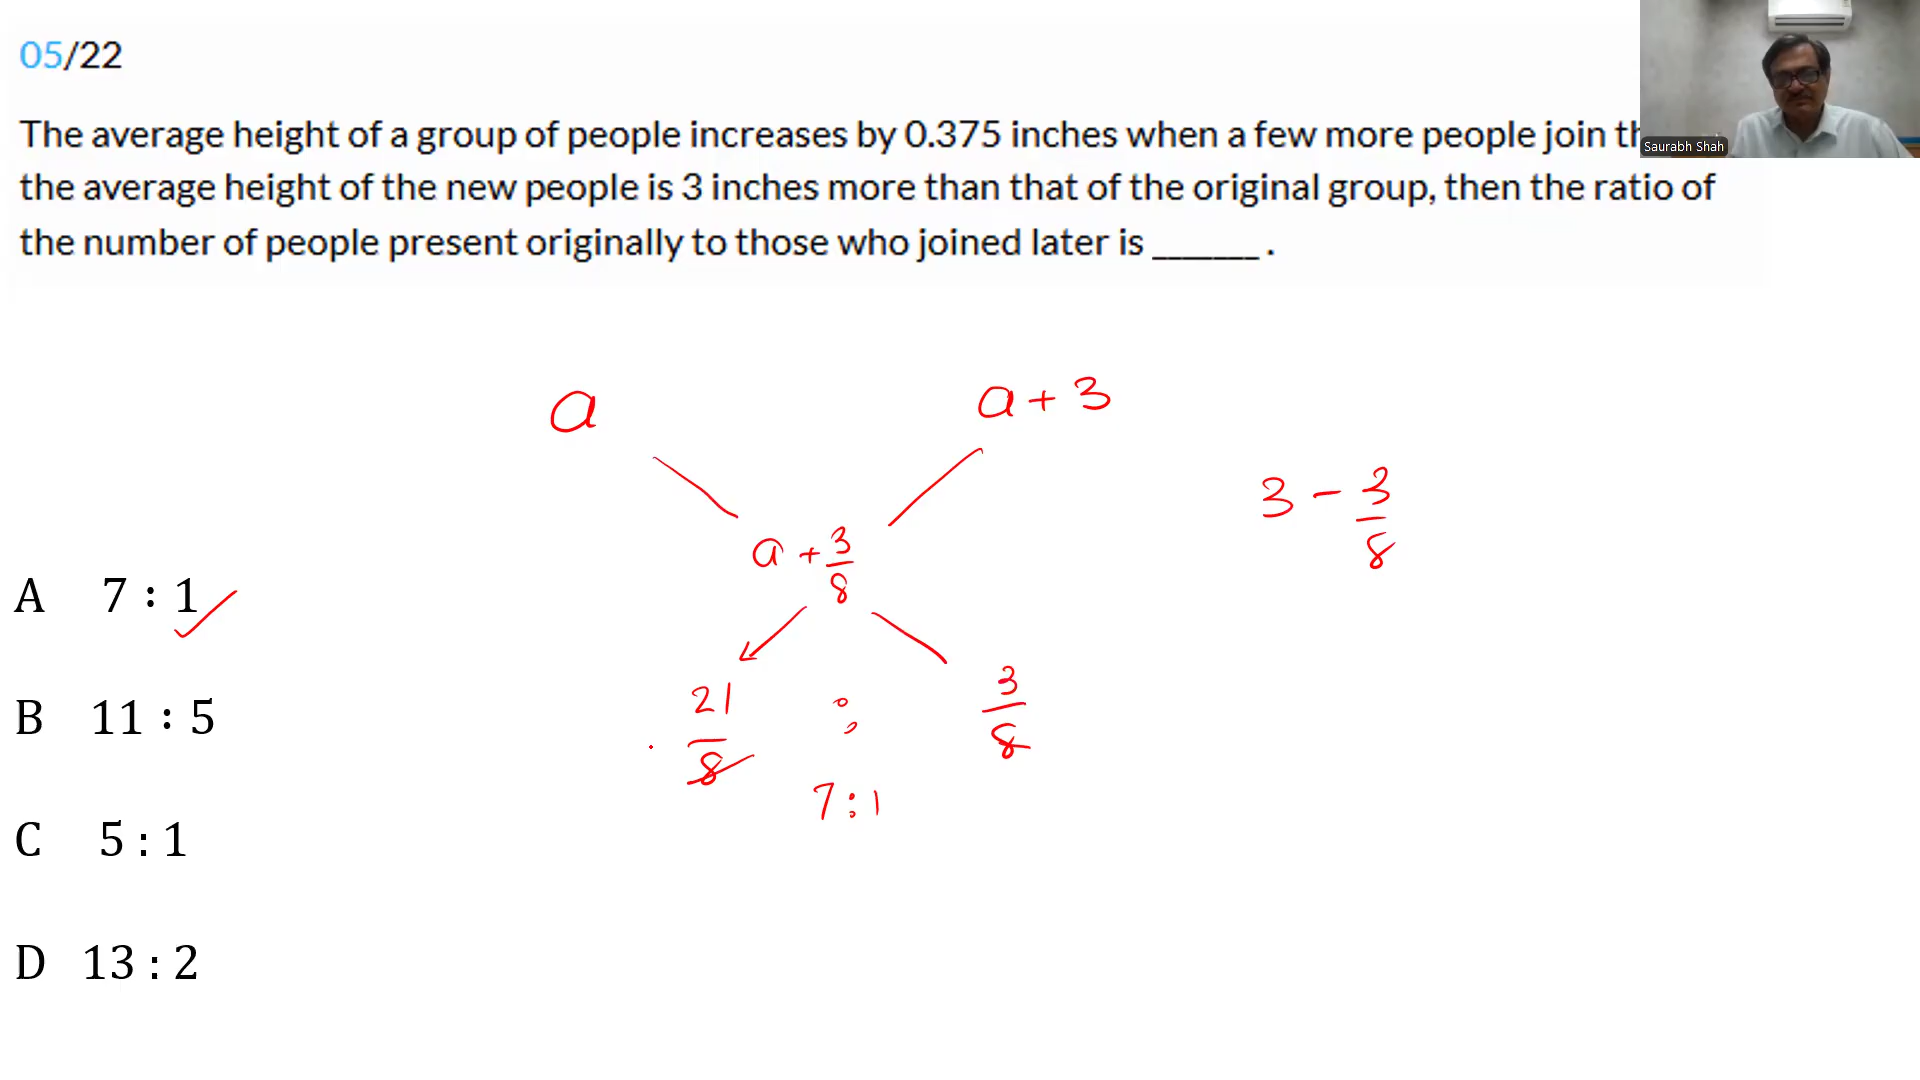 05/22
The average height of a group of people increases by 0.375 inches when a few more people join
the average height of the new people is 3 inches more than that of the original group, then the ratio of
the number of people present originally to those who joined later is _______ .
Saurabh Shah
a
a + 3
3 - 3/8
a + 3/8
A 7 : 1
21/8 : 3/8
B 11 : 5
7 : 1
C 5 : 1
D 13 : 2